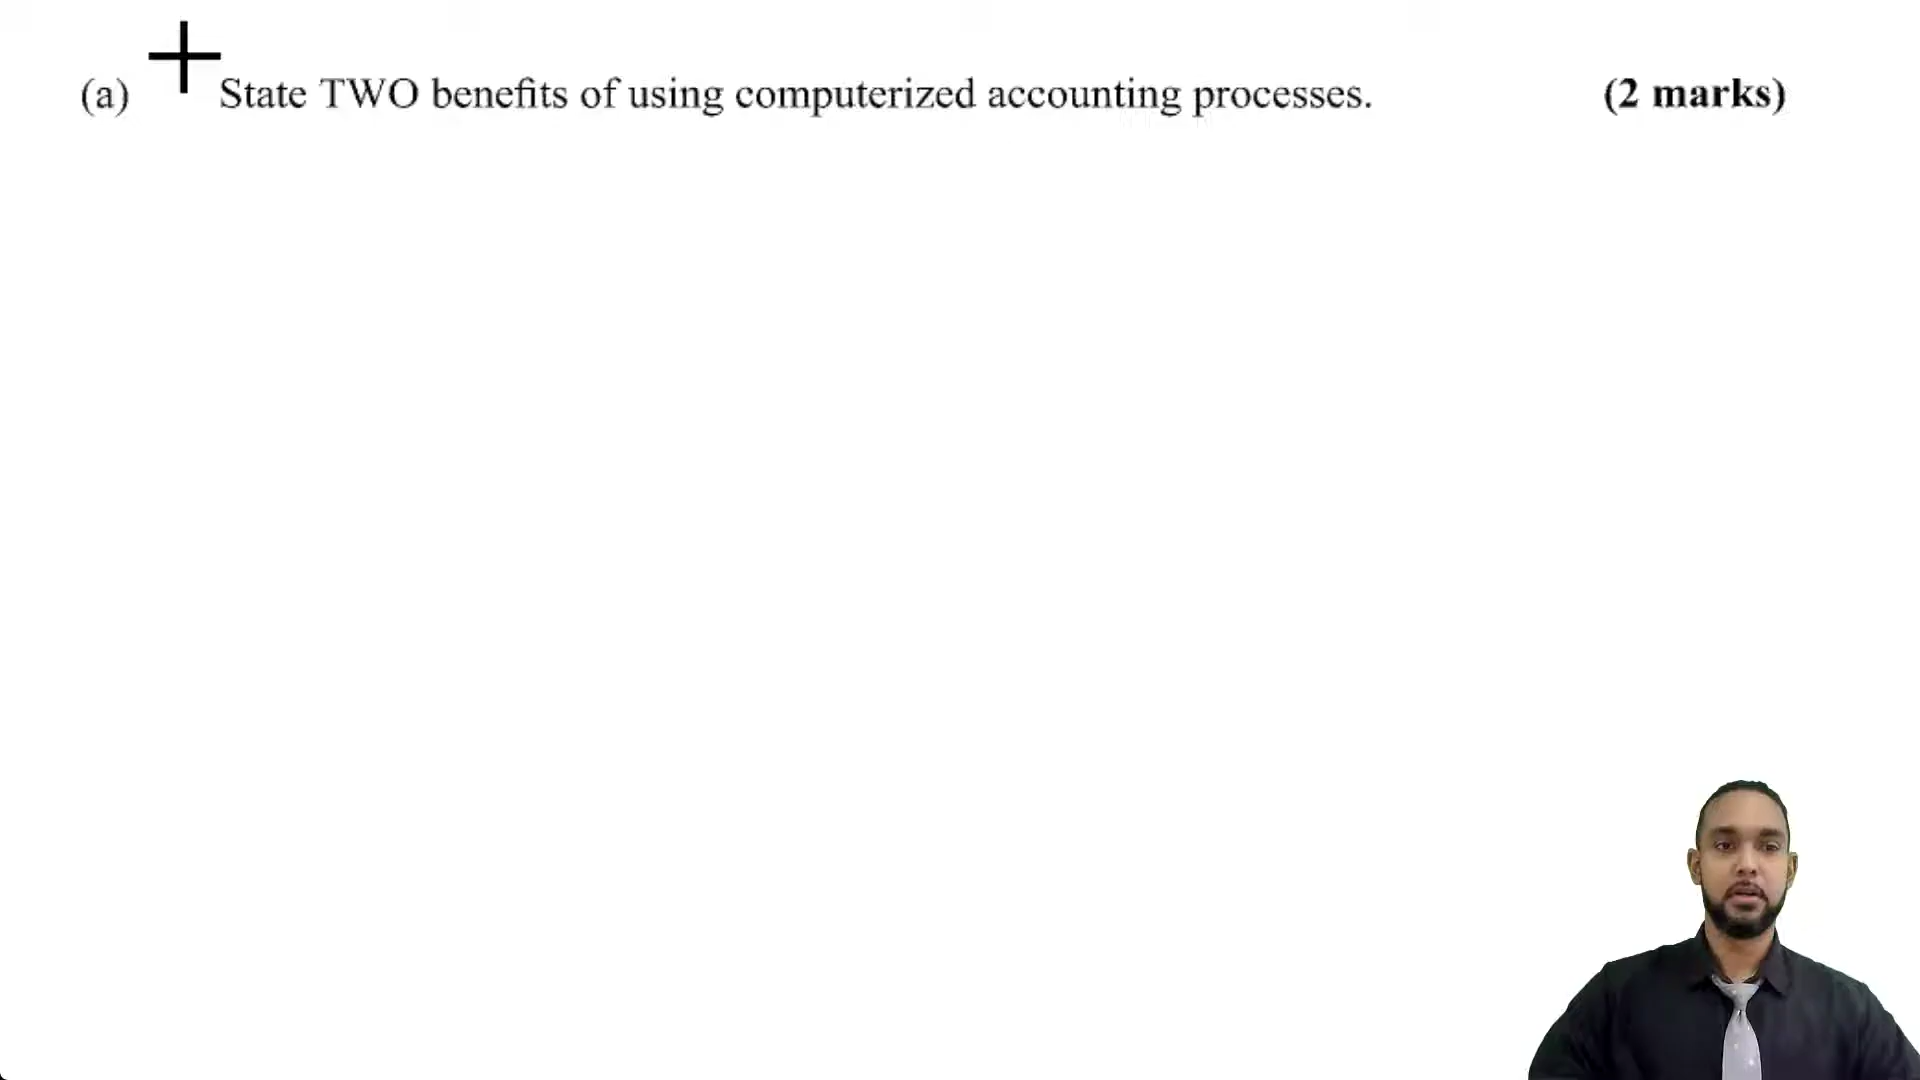 (a) State TWO benefits of using computerized accounting processes. (2 marks)